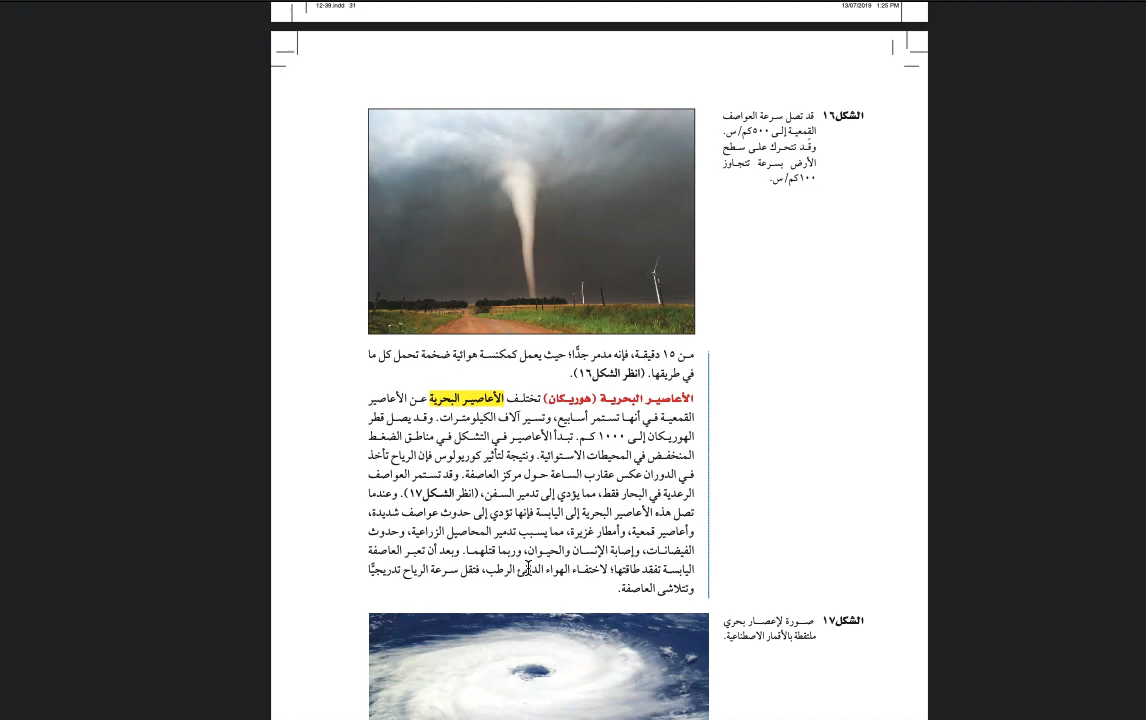 12-39.indd 31
13/07/2019 1:25 PM
الشكل١٦ قد تصل سرعة العواصف
القمعية إلى ٥٠٠كم/ س.
وقد تتحرك على سطح
الأرض بسرعة تتجاوز
١٠٠كم/ س.
من ١٥ دقيقة، فإنه مدمر جدًّا؛ حيث يعمل كمكنسة هوائية ضخمة تحمل كل ما
في طريقها. (انظر الشكل١٦).
الأعاصير البحرية (هوريكان) تختلف الأعاصير البحرية عن الأعاصير
القمعية في أنها تستمر أسابيع، وتسير آلاف الكيلومترات. وقد يصل قطر
الهوريكان إلى ١٠٠٠ كم. تبدأ الأعاصير في التشكل في مناطق الضغط
المنخفض في المحيطات الاستوائية. ونتيجة لتأثير كوريولوس فإن الرياح تأخذ
في الدوران عكس عقارب الساعة حول مركز العاصفة. وقد تستمر العواصف
الرعدية في البحار فقط، مما يؤدي إلى تدمير السفن، (انظر الشكل١٧). وعندما
تصل هذه الأعاصير البحرية إلى اليابسة فإنها تؤدي إلى حدوث عواصف شديدة،
وأعاصير قمعية، وأمطار غزيرة، مما يسبب تدمير المحاصيل الزراعية، وحدوث
الفيضانات، وإصابة الإنسان والحيوان، وربما قتلهما. وبعد أن تعبر العاصفة
اليابسة تفقد طاقتها؛ لاختفاء الهواء الدافئ الرطب، فتقل سرعة الرياح تدريجيًّا
وتتلاشى العاصفة.
الشكل١٧ صورة لإعصار بحري
ملتقطة بالأقمار الاصطناعية.